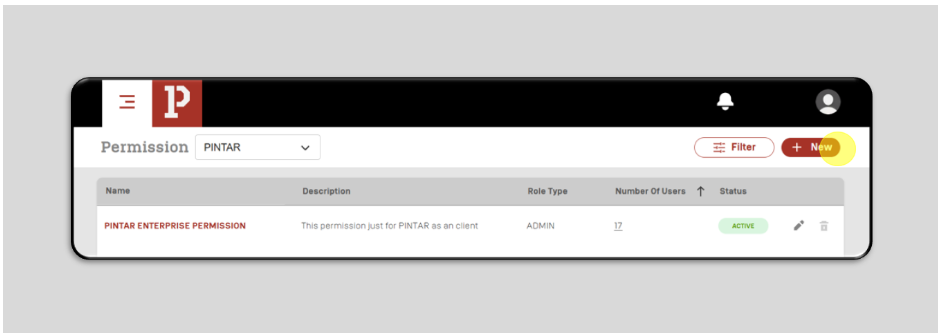 P
Permission PINTAR Filter + New
Name Description Role Type Number Of Users ↑ Status
PINTAR ENTERPRISE PERMISSION This permission just for PINTAR as an client ADMIN 17 ACTIVE